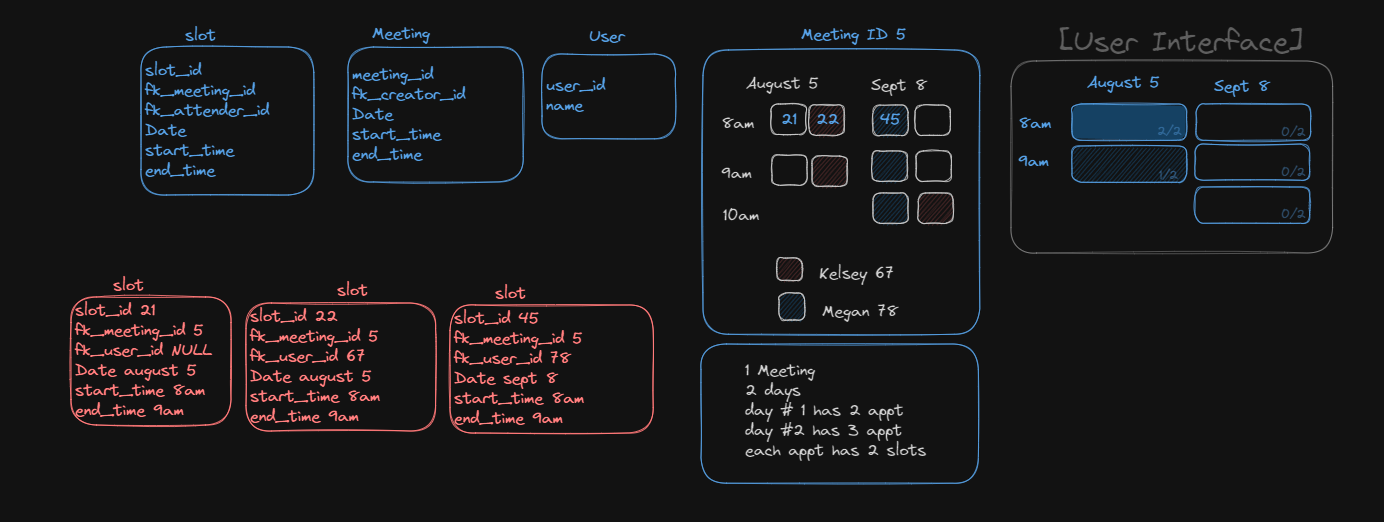 slot
slot_id
fk_meeting_id
fk_attender_id
Date
start_time
end_time
Meeting
meeting_id
fk_creator_id
Date
start_time
end_time
User
user_id
name
Meeting ID 5
August 5 Sept 8
8am 21 22 45
9am
10am
Kelsey 67
Megan 78
[User Interface]
August 5 Sept 8
8am 2/2 0/2
9am 1/2 0/2
0/2
slot
slot_id 21
fk_meeting_id 5
fk_user_id NULL
Date august 5
start_time 8am
end_time 9am
slot
slot_id 22
fk_meeting_id 5
fk_user_id 67
Date august 5
start_time 8am
end_time 9am
slot
slot_id 45
fk_meeting_id 5
fk_user_id 78
Date sept 8
start_time 8am
end_time 9am
1 Meeting
2 days
day # 1 has 2 appt
day #2 has 3 appt
each appt has 2 slots